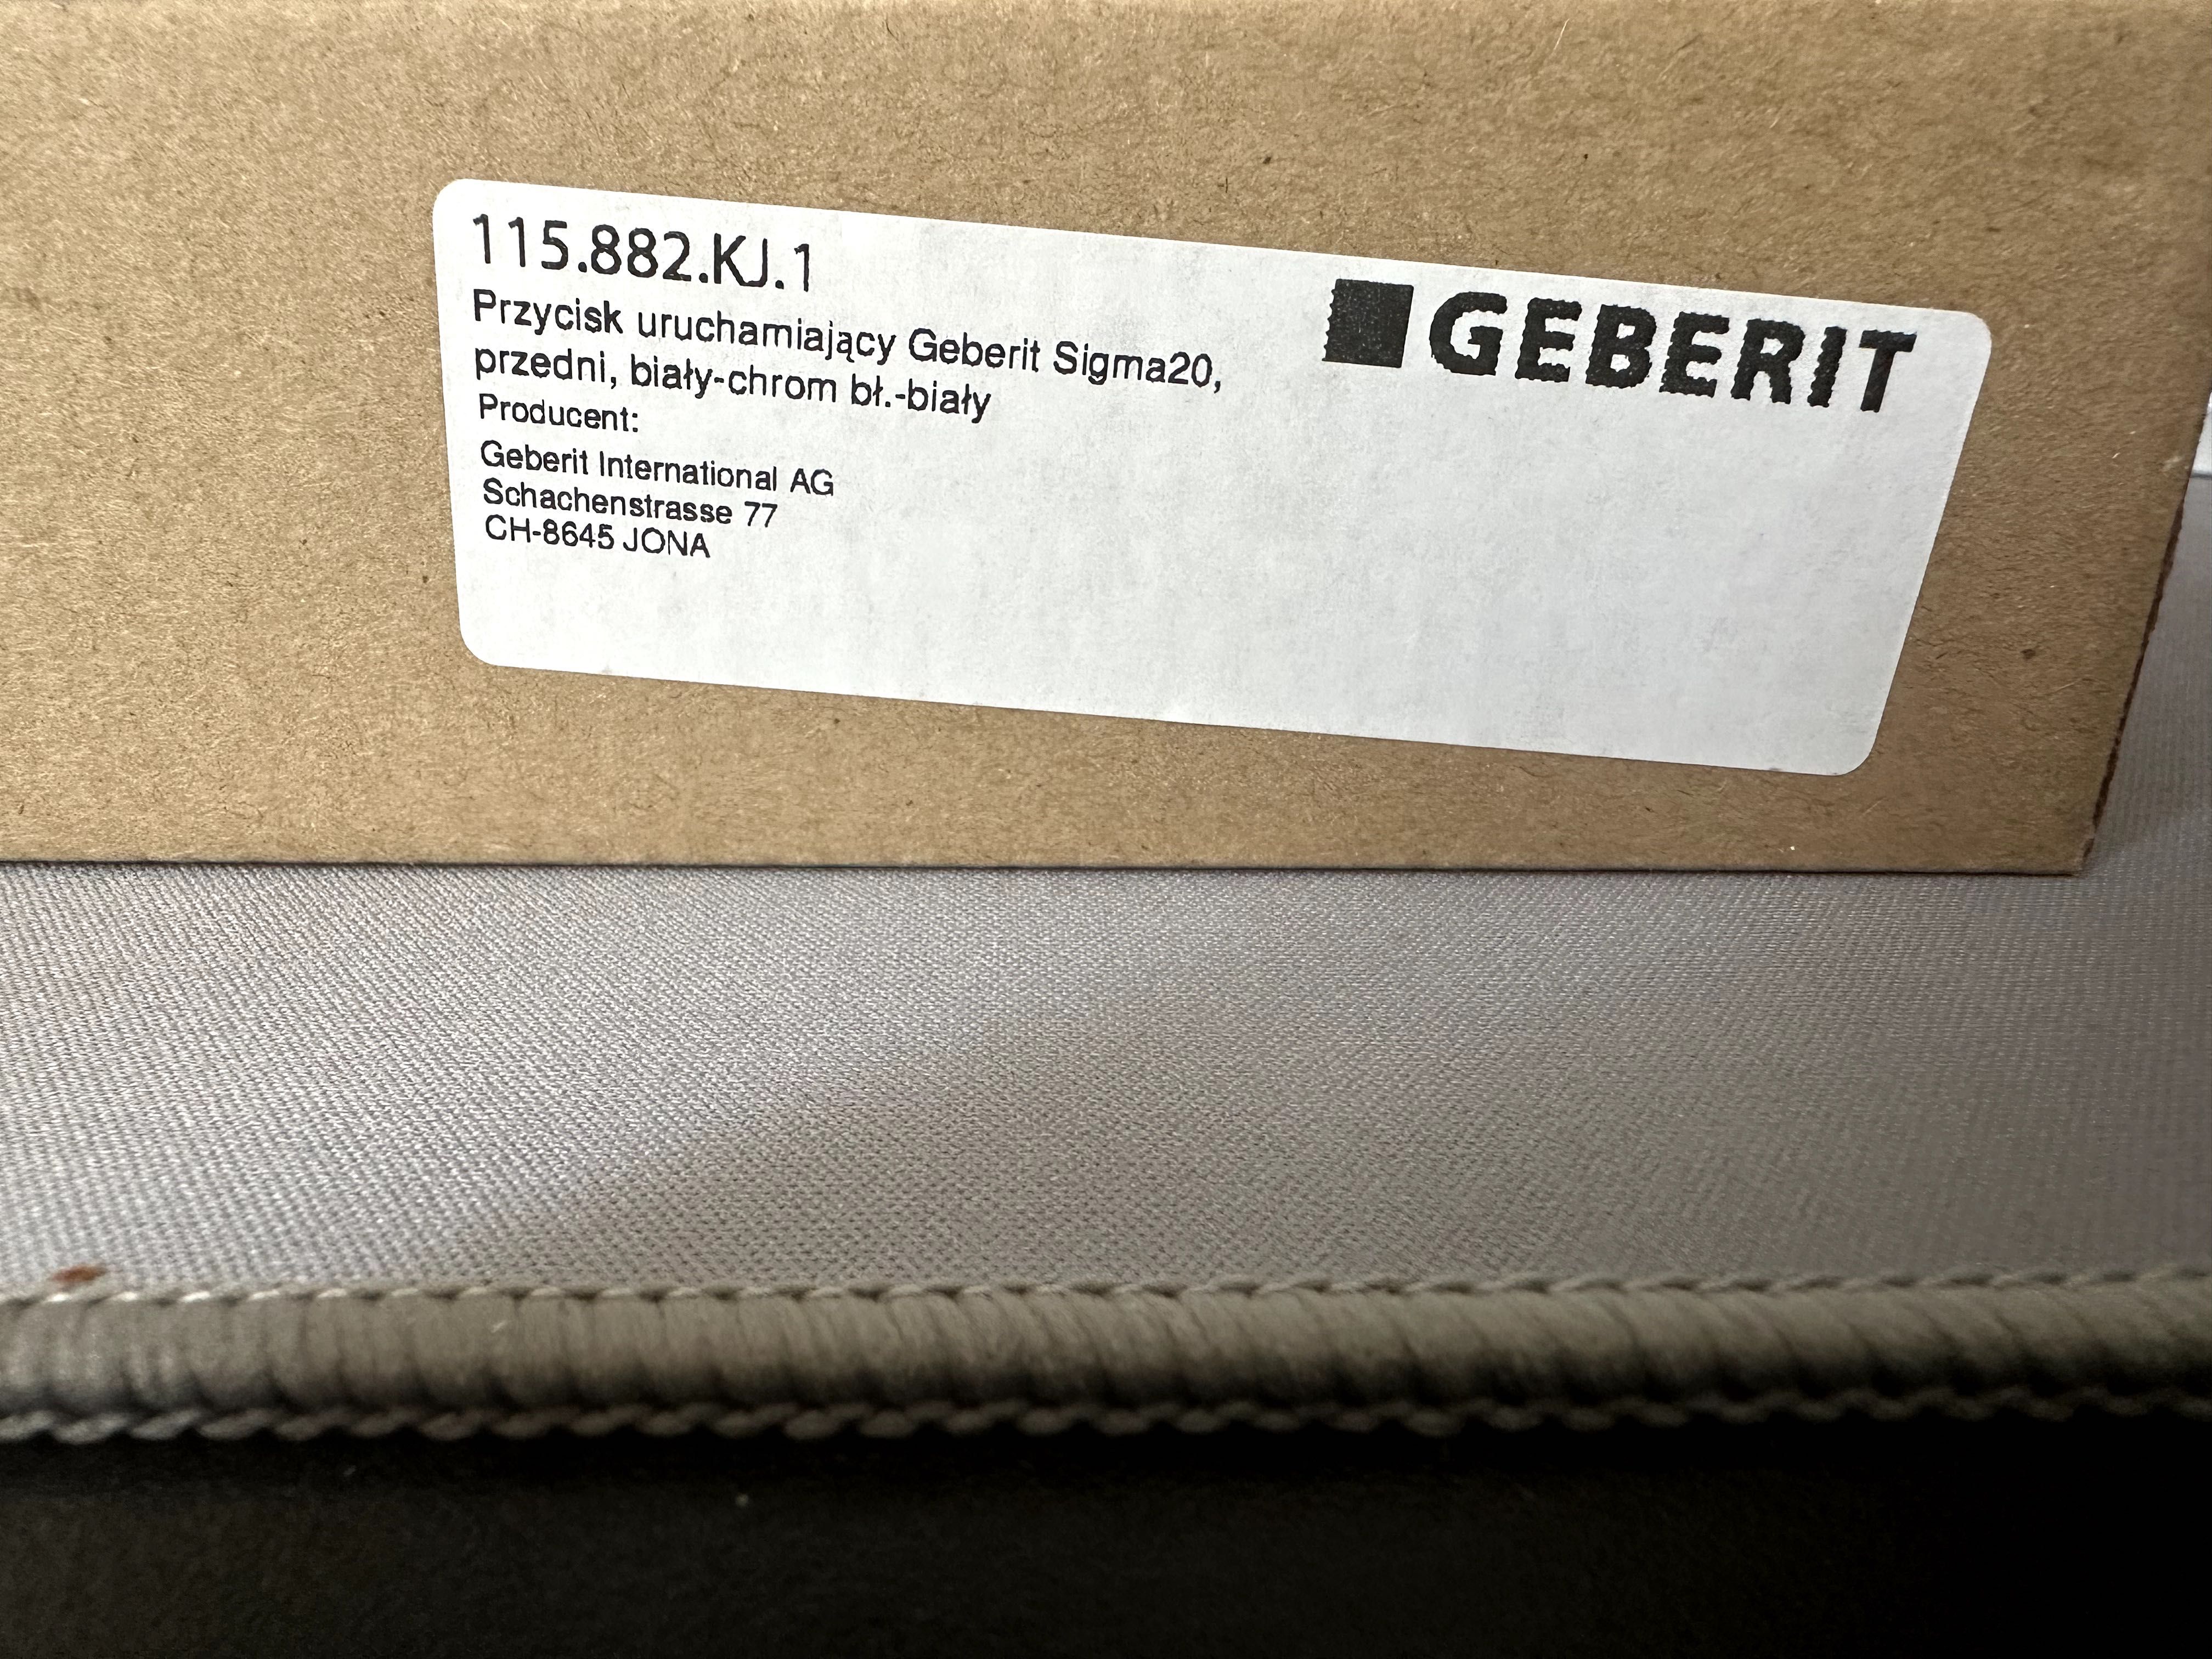 115.882.KJ.1
GEBERIT
Przycisk uruchamiający Geberit Sigma20,
przedni, biały-chrom bł.-biały
Producent:
Geberit International AG
Schachenstrasse 77
CH-8645 JONA